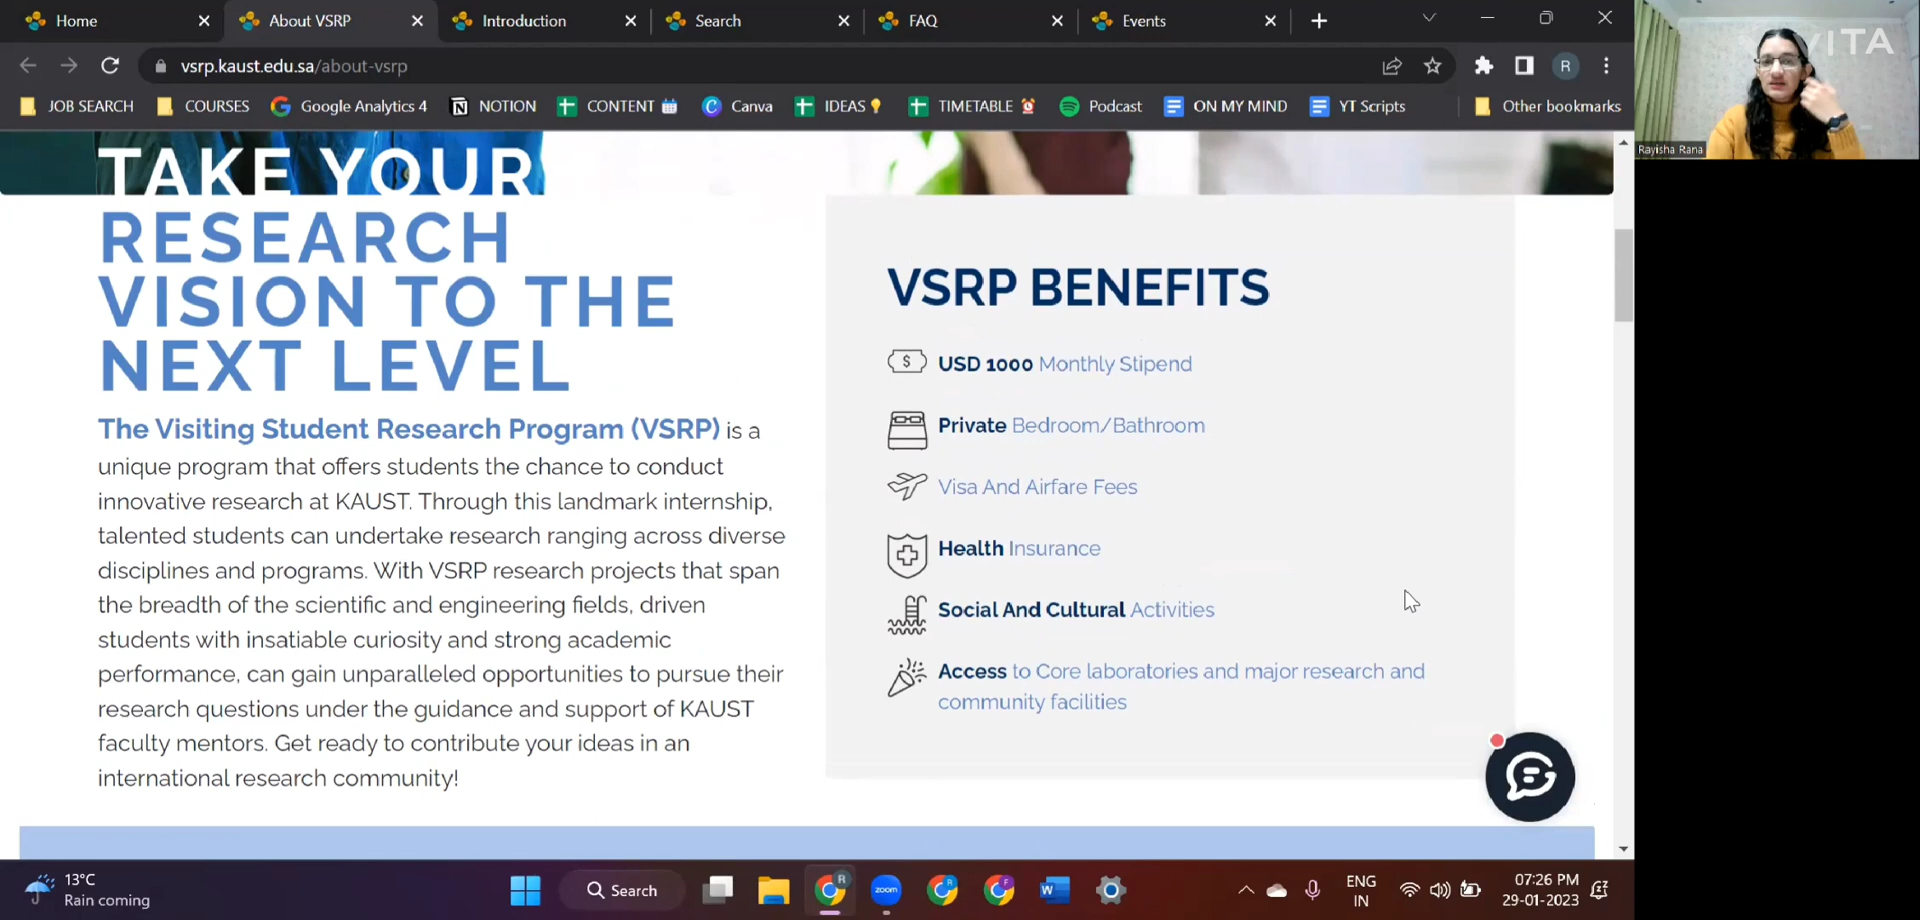 Home
About VSRP
Introduction
Search
FAQ
Events
vsrp.kaust.edu.sa/about-vsrp
R
JOB SEARCH
COURSES
Google Analytics 4
NOTION
CONTENT
Canva
IDEAS
TIMETABLE
Podcast
ON MY MIND
YT Scripts
Other bookmarks
VITA
Rayisha Rana
TAKE YOUR
RESEARCH
VISION TO THE
NEXT LEVEL
The Visiting Student Research Program (VSRP) is a
unique program that offers students the chance to conduct
innovative research at KAUST. Through this landmark internship,
talented students can undertake research ranging across diverse
disciplines and programs. With VSRP research projects that span
the breadth of the scientific and engineering fields, driven
students with insatiable curiosity and strong academic
performance, can gain unparalleled opportunities to pursue their
research questions under the guidance and support of KAUST
faculty mentors. Get ready to contribute your ideas in an
international research community!
VSRP BENEFITS
USD 1000 Monthly Stipend
Private Bedroom/Bathroom
Visa And Airfare Fees
Health Insurance
Social And Cultural Activities
Access to Core laboratories and major research and
community facilities
13°C
Rain coming
Search
zoom
ENG
IN
07:26 PM
29-01-2023